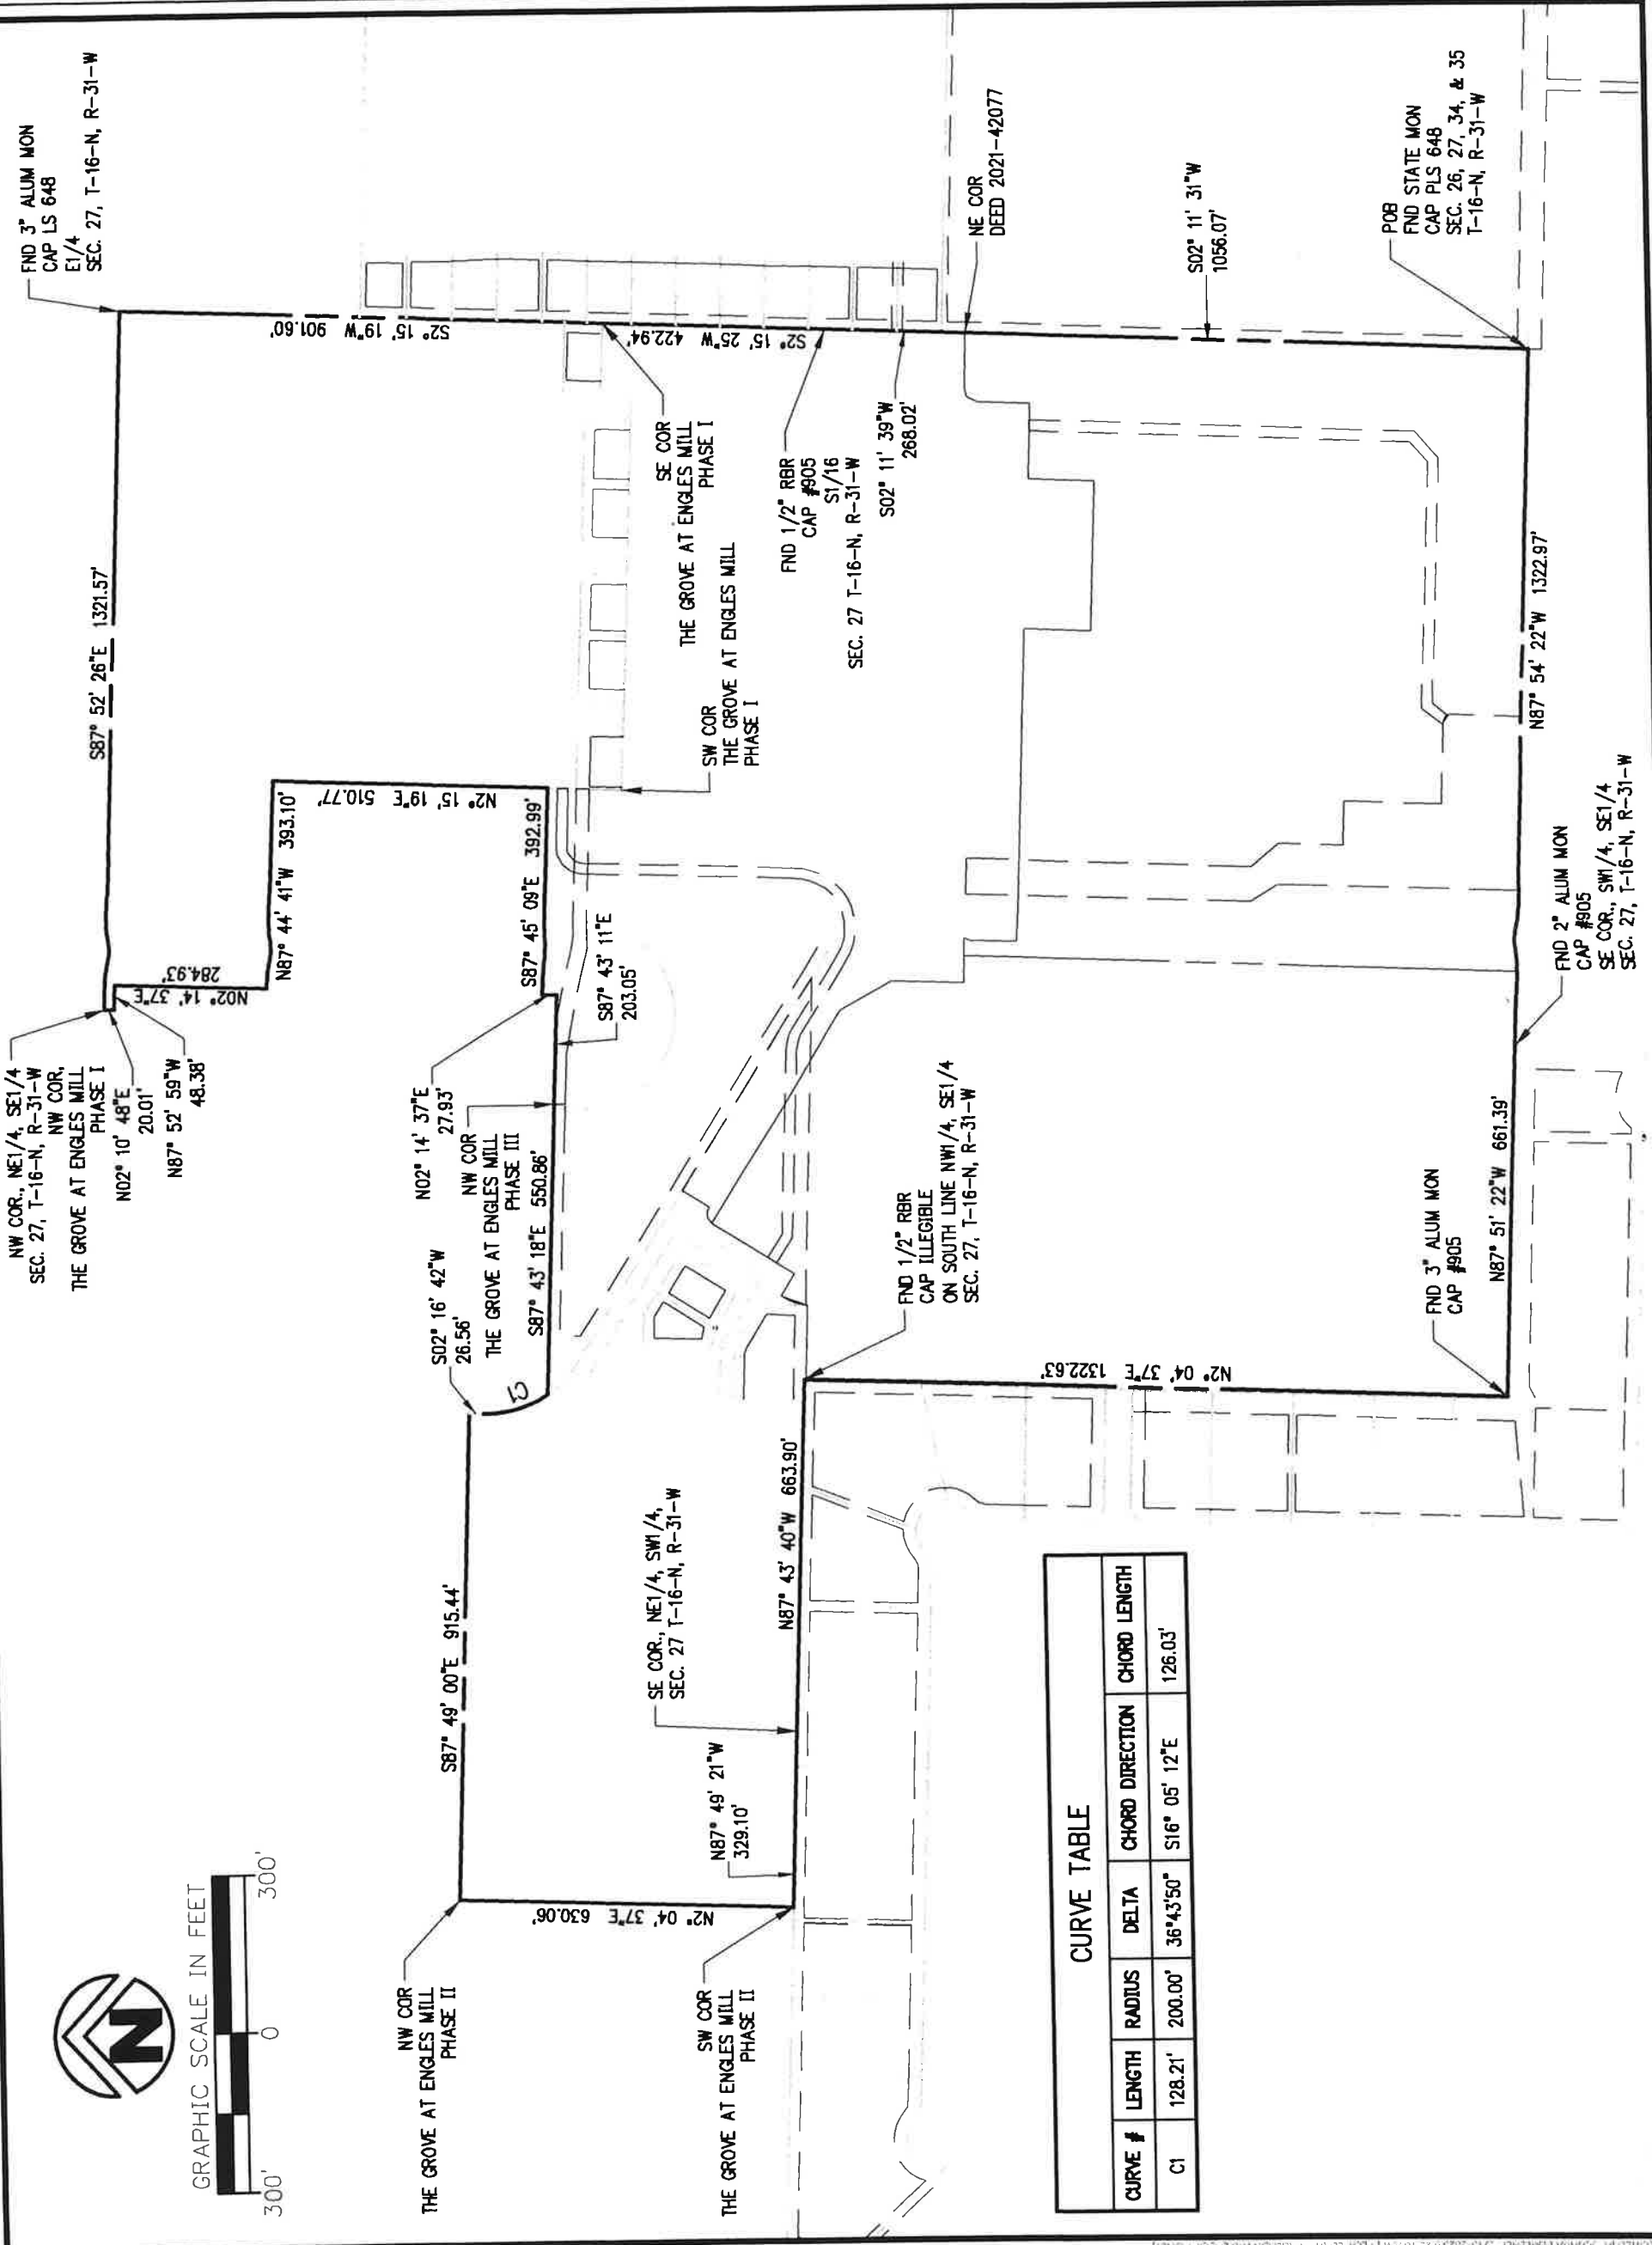 GRAPHIC SCALE IN FEET
300'
0
300'
NW COR
THE GROVE AT ENGLES MILL
PHASE II
SW COR
THE GROVE AT ENGLES MILL
PHASE II
N2° 04' 37"E 630.06'
S87° 49' 00"E 915.44'
N87° 49' 21"W
329.10'
SE COR., NE1/4, SW1/4,
SEC. 27 T-16-N, R-31-W
N87° 43' 40"W 663.90'
S02° 16' 42"W
26.56'
C1
NW COR., NE1/4, SE1/4
SEC. 27, T-16-N, R-31-W
NW COR,
THE GROVE AT ENGLES MILL
PHASE I
N02° 10' 48"E
20.01'
N87° 52' 59"W
48.38'
N02° 14' 37"E
284.93'
N87° 44' 41"W 393.10'
N2° 15' 19"E 510.77'
S87° 45' 09"E 392.99'
N02° 14' 37"E
27.93'
NW COR
THE GROVE AT ENGLES MILL
PHASE III
S87° 43' 18"E 550.86'
S87° 43' 11"E
203.05'
S87° 52' 26"E 1321.57'
FND 3" ALUM MON
CAP LS 648
E1/4
SEC. 27, T-16-N, R-31-W
S2° 15' 19"W 901.60'
SE COR
THE GROVE AT ENGLES MILL
PHASE I
SW COR
THE GROVE AT ENGLES MILL
PHASE I
S2° 15' 25"W 422.94'
FND 1/2" RBR
CAP #905
S1/16
SEC. 27 T-16-N, R-31-W
S02° 11' 39"W
268.02'
NE COR
DEED 2021-42077
S02° 11' 31"W
1056.07'
POB
FND STATE MON
CAP PLS 648
SEC. 26, 27, 34, & 35
T-16-N, R-31-W
N87° 54' 22"W 1322.97'
FND 2" ALUM MON
CAP #905
SE COR., SW1/4, SE1/4
SEC. 27, T-16-N, R-31-W
N87° 51' 22"W 661.39'
FND 3" ALUM MON
CAP #905
N2° 04' 37"E 1322.63'
FND 1/2" RBR
CAP ILLEGIBLE
ON SOUTH LINE NW1/4, SE1/4
SEC. 27, T-16-N, R-31-W
CURVE TABLE
CURVE # LENGTH RADIUS DELTA CHORD DIRECTION CHORD LENGTH
C1 128.21' 200.00' 36°43'50" S16° 05' 12"E 126.03'
N